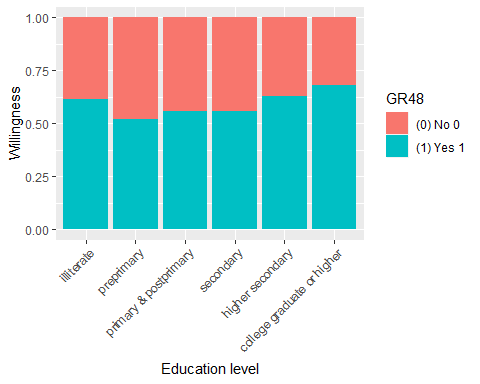 1.00
0.75
0.50
0.25
0.00
Willingness
illiterate
preprimary
primary & postprimary
secondary
higher secondary
college graduate or higher
Education level
GR48
(0) No 0
(1) Yes 1